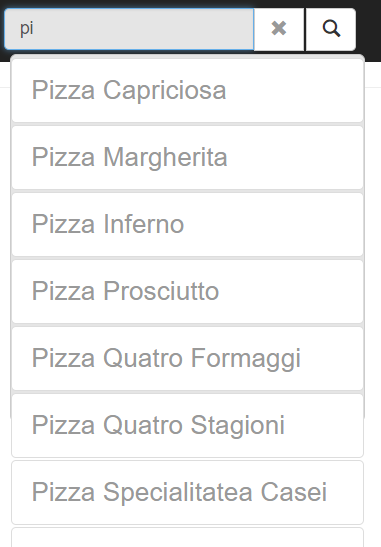 pi
Pizza Capriciosa
Pizza Margherita
Pizza Inferno
Pizza Prosciutto
Pizza Quatro Formaggi
Pizza Quatro Stagioni
Pizza Specialitatea Casei